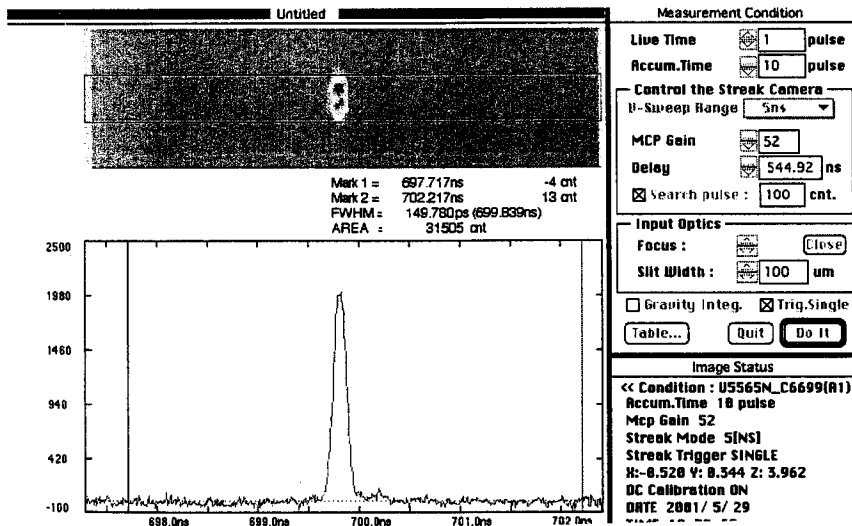 Untitled
Mark 1 = 697.717ns -4 cnt
Mark 2 = 702.217ns 13 cnt
FWHM = 149.780ps (699.839ns)
AREA = 31505 cnt
2500
1980
1460
940
420
-100
698.0ns
699.0ns
700.0ns
701.0ns
702.0ns
Measurement Condition
Live Time 1 pulse
Accum.Time 10 pulse
Control the Streak Camera
V-Sweep Range 5ns
MCP Gain 52
Delay 544.92 ns
Search pulse : 100 cnt.
Input Optics
Focus : Close
Slit Width : 100 um
Gravity Integ. Trig.Single
Table... Quit Do It
Image Status
<< Condition : U5565N_C6699(A1)
Accum.Time 10 pulse
Mcp Gain 52
Streak Mode 5[NS]
Streak Trigger SINGLE
X:-0.520 Y: 0.344 Z: 3.962
DC Calibration ON
DATE 2001/ 5/ 29